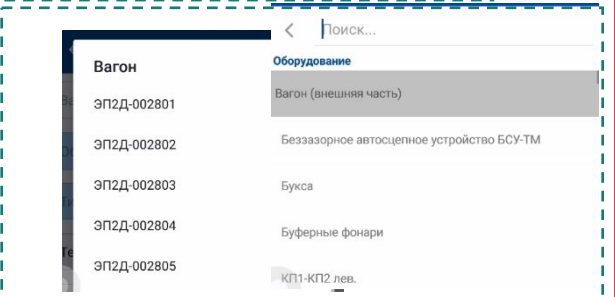 Вагон
ЭП2Д-002801
ЭП2Д-002802
ЭП2Д-002803
ЭП2Д-002804
ЭП2Д-002805
Поиск...
Оборудование
Вагон (внешняя часть)
Беззазорное автосцепное устройство БСУ-ТМ
Букса
Буферные фонари
КП1-КП2 лев.